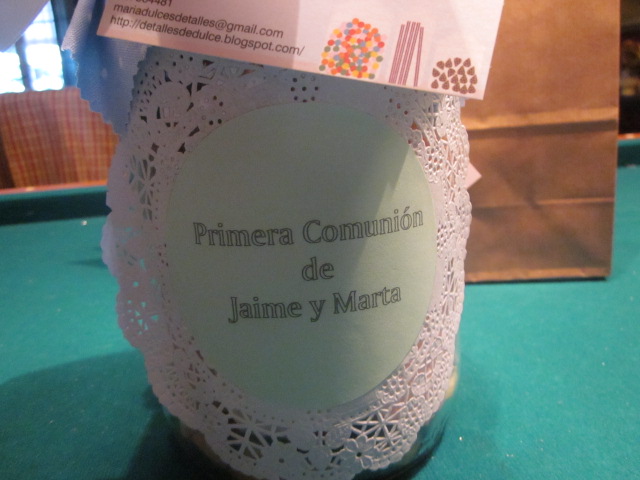 mariadulcesdetalles@gmail.com
http://detallesdedulce.blogspot.com/
Primera Comunión
de
Jaime y Marta